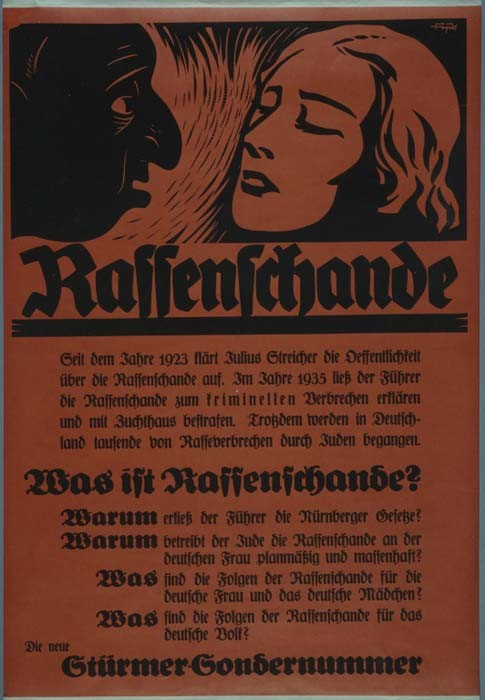 Fips
Rassenschande
Seit dem Jahre 1923 klärt Julius Streicher die Oeffentlichkeit
über die Rassenschande auf. Im Jahre 1935 ließ der Führer
die Rassenschande zum kriminellen Verbrechen erklären
und mit Zuchthaus bestrafen. Trotzdem werden in Deutsch-
land tausende von Rasseverbrechen durch Juden begangen.
Was ist Rassenschande?
Warum erließ der Führer die Nürnberger Gesetze?
Warum betreibt der Jude die Rassenschande an der
deutschen Frau planmäßig und massenhaft?
Was sind die Folgen der Rassenschande für die
deutsche Frau und das deutsche Mädchen?
Was sind die Folgen der Rassenschande für das
deutsche Volk?
Die neue
Stürmer-Sondernummer